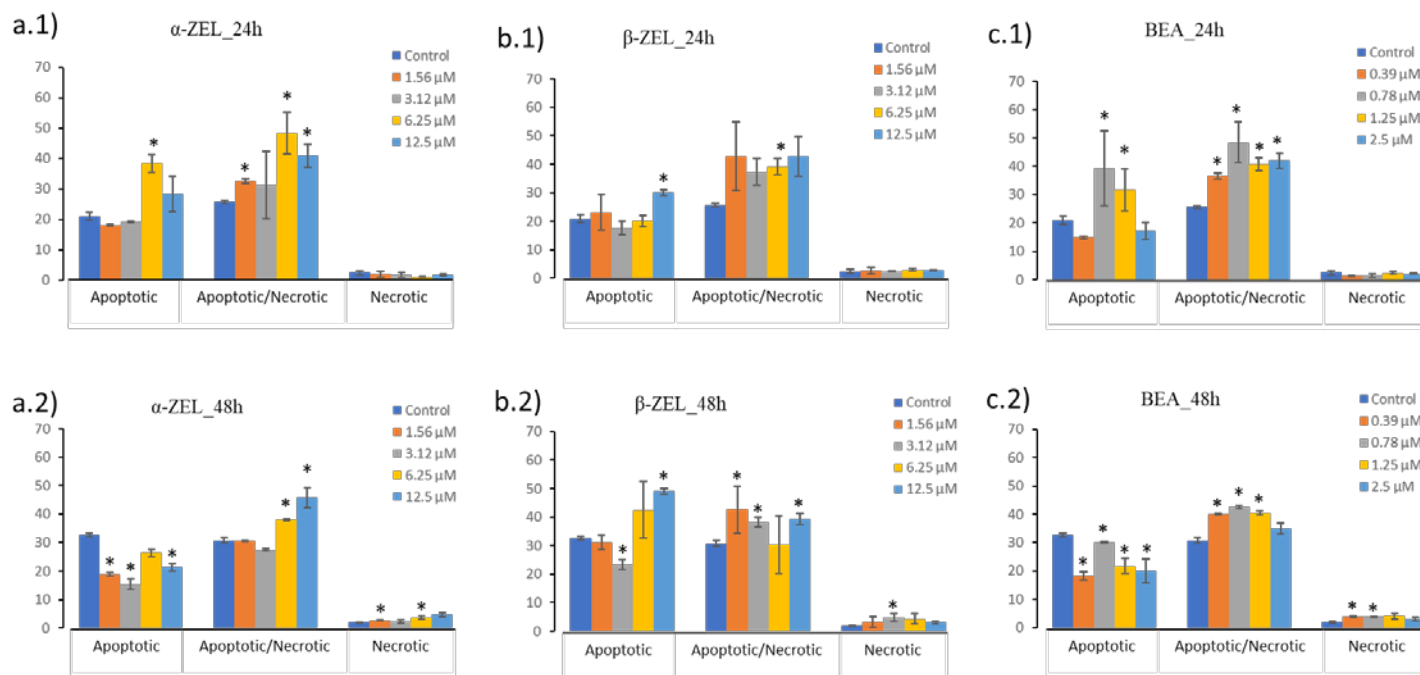 a.1)
α-ZEL_24h
Control
1.56 µM
3.12 µM
6.25 µM
12.5 µM
70
60
50
40
30
20
10
0
* * * *
Apoptotic Apoptotic/Necrotic Necrotic
b.1)
β-ZEL_24h
Control
1.56 µM
3.12 µM
6.25 µM
12.5 µM
70
60
50
40
30
20
10
0
* *
Apoptotic Apoptotic/Necrotic Necrotic
c.1)
BEA_24h
Control
0.39 µM
0.78 µM
1.25 µM
2.5 µM
70
60
50
40
30
20
10
0
* * * * * *
Apoptotic Apoptotic/Necrotic Necrotic
a.2)
α-ZEL_48h
Control
1.56 µM
3.12 µM
6.25 µM
12.5 µM
70
60
50
40
30
20
10
0
* * * * * * *
Apoptotic Apoptotic/Necrotic Necrotic
b.2)
β-ZEL_48h
Control
1.56 µM
3.12 µM
6.25 µM
12.5 µM
70
60
50
40
30
20
10
0
* * * * * *
Apoptotic Apoptotic/Necrotic Necrotic
c.2)
BEA_48h
Control
0.39 µM
0.78 µM
1.25 µM
2.5 µM
70
60
50
40
30
20
10
0
* * * * * * * * *
Apoptotic Apoptotic/Necrotic Necrotic